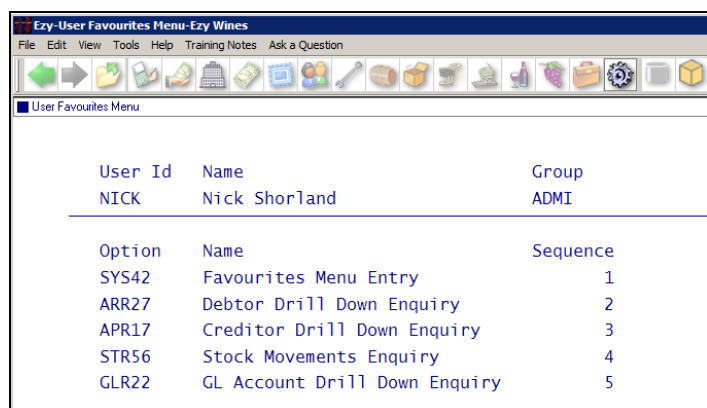 Ezy-User Favourites Menu-Ezy Wines
File Edit View Tools Help Training Notes Ask a Question
User Favourites Menu
User Id Name Group
NICK Nick Shorland ADMI
Option Name Sequence
SYS42 Favourites Menu Entry 1
ARR27 Debtor Drill Down Enquiry 2
APR17 Creditor Drill Down Enquiry 3
STR56 Stock Movements Enquiry 4
GLR22 GL Account Drill Down Enquiry 5